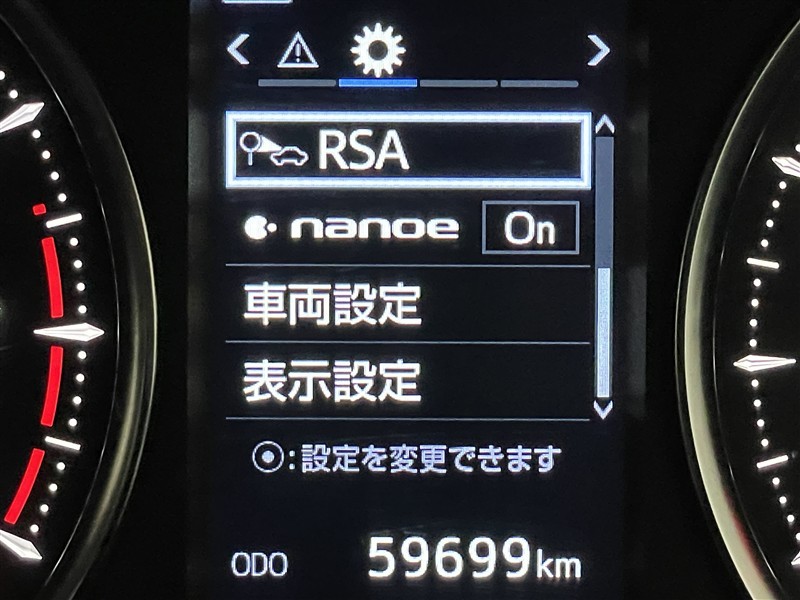 RSA
nanoe On
車両設定
表示設定
:設定を変更できます
ODO 59699km